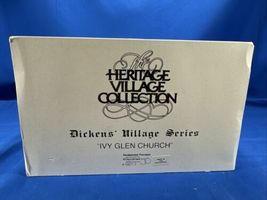 The
HERITAGE
VILLAGE
COLLECTION
Dickens' Village Series
"IVY GLEN CHURCH"